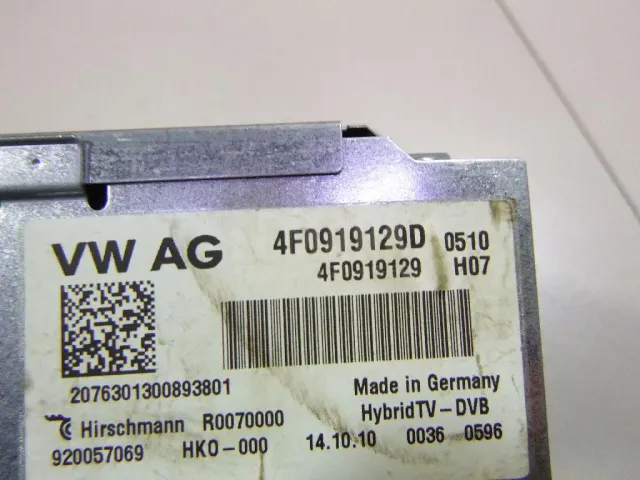 VW AG 4F0919129D 0510
4F0919129 H07
2076301300893801 Made in Germany
Hirschmann R0070000 HybridTV-DVB
920057069 HKO-000 14.10.10 0036 0596